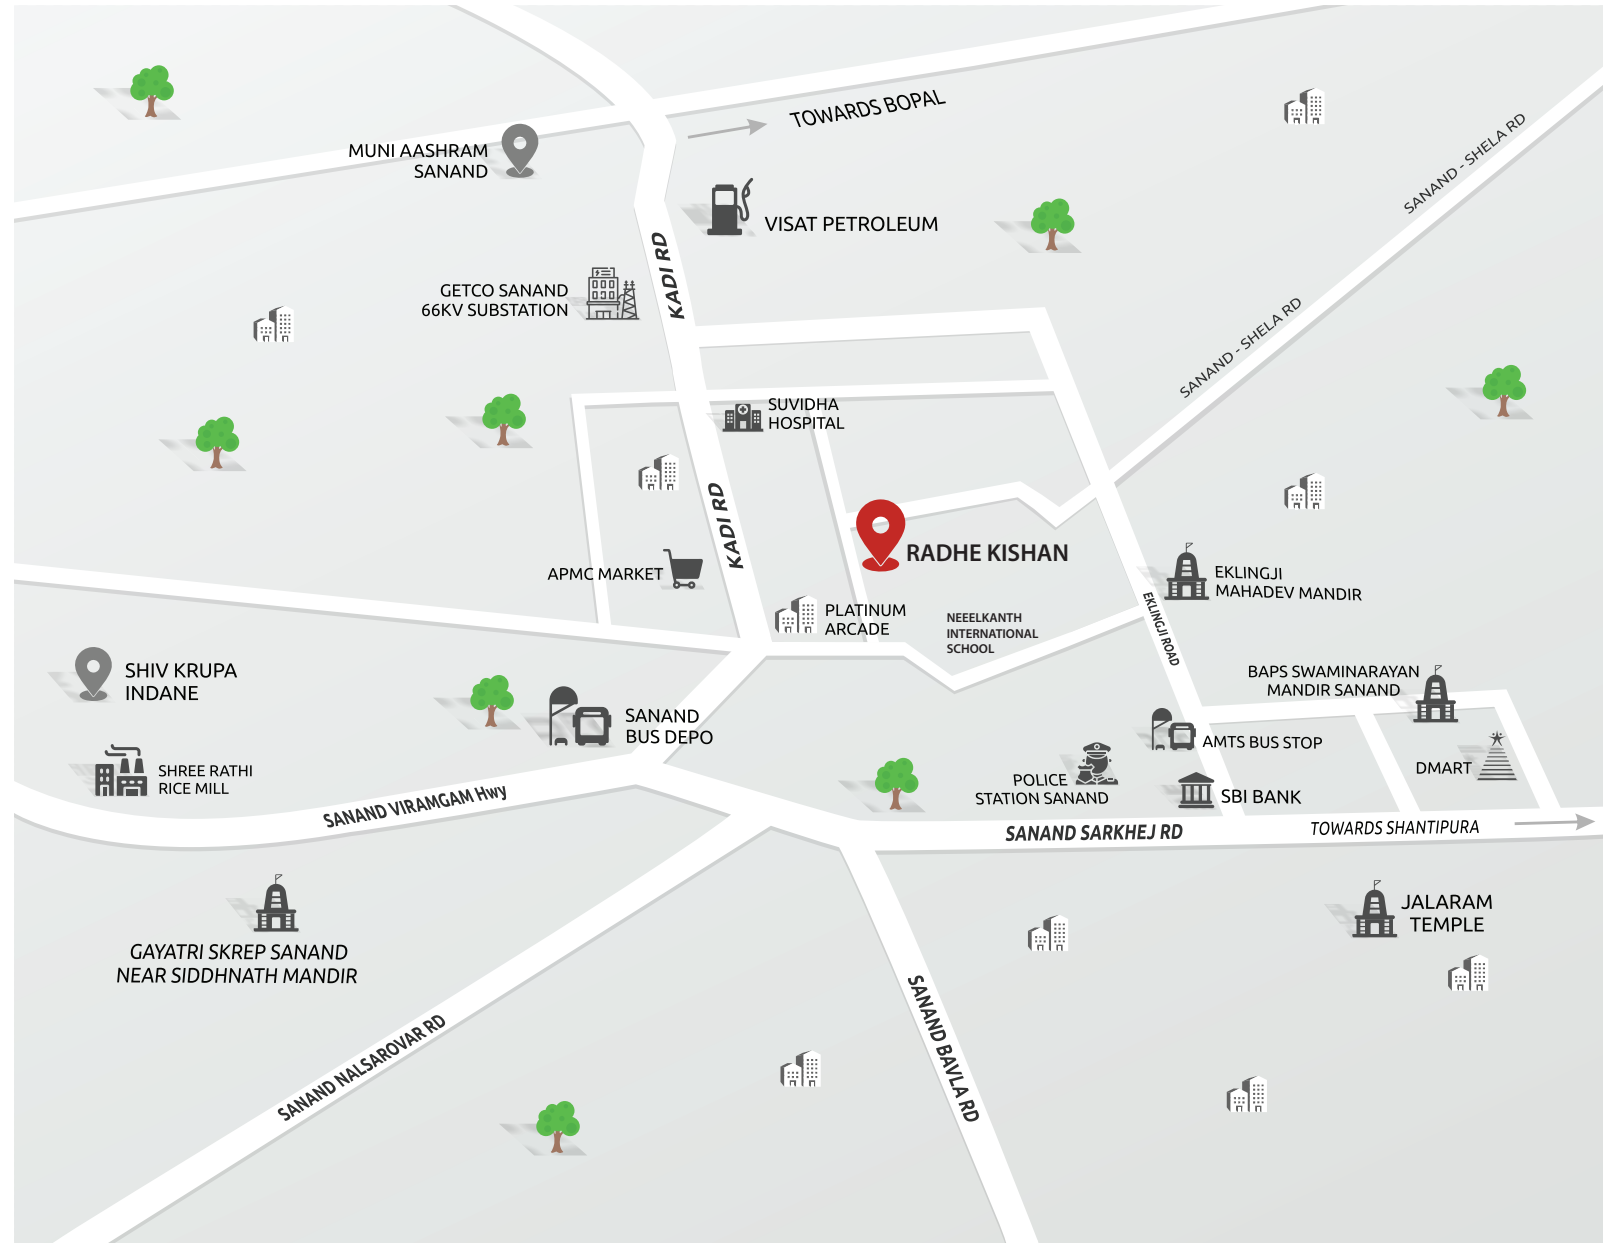 TOWARDS BOPAL
MUNI AASHRAM
SANAND
SANAND - SHELA RD
VISAT PETROLEUM
KADI RD
GETCO SANAND
66KV SUBSTATION
SANAND - SHELA RD
SUVIDHA
HOSPITAL
KADI RD
RADHE KISHAN
APMC MARKET
EKLINGJI
MAHADEV MANDIR
PLATINUM
ARCADE
NEEELKANTH
INTERNATIONAL
SCHOOL
EKLINGJI ROAD
SHIV KRUPA
INDANE
BAPS SWAMINARAYAN
MANDIR SANAND
SANAND
BUS DEPO
AMTS BUS STOP
DMART
SHREE RATHI
RICE MILL
POLICE
STATION SANAND
SBI BANK
SANAND VIRAMGAM Hwy
SANAND SARKHEJ RD
TOWARDS SHANTIPURA
JALARAM
TEMPLE
GAYATRI SKREP SANAND
NEAR SIDDHNATH MANDIR
SANAND NALSAROVAR RD
SANAND BAVLA RD